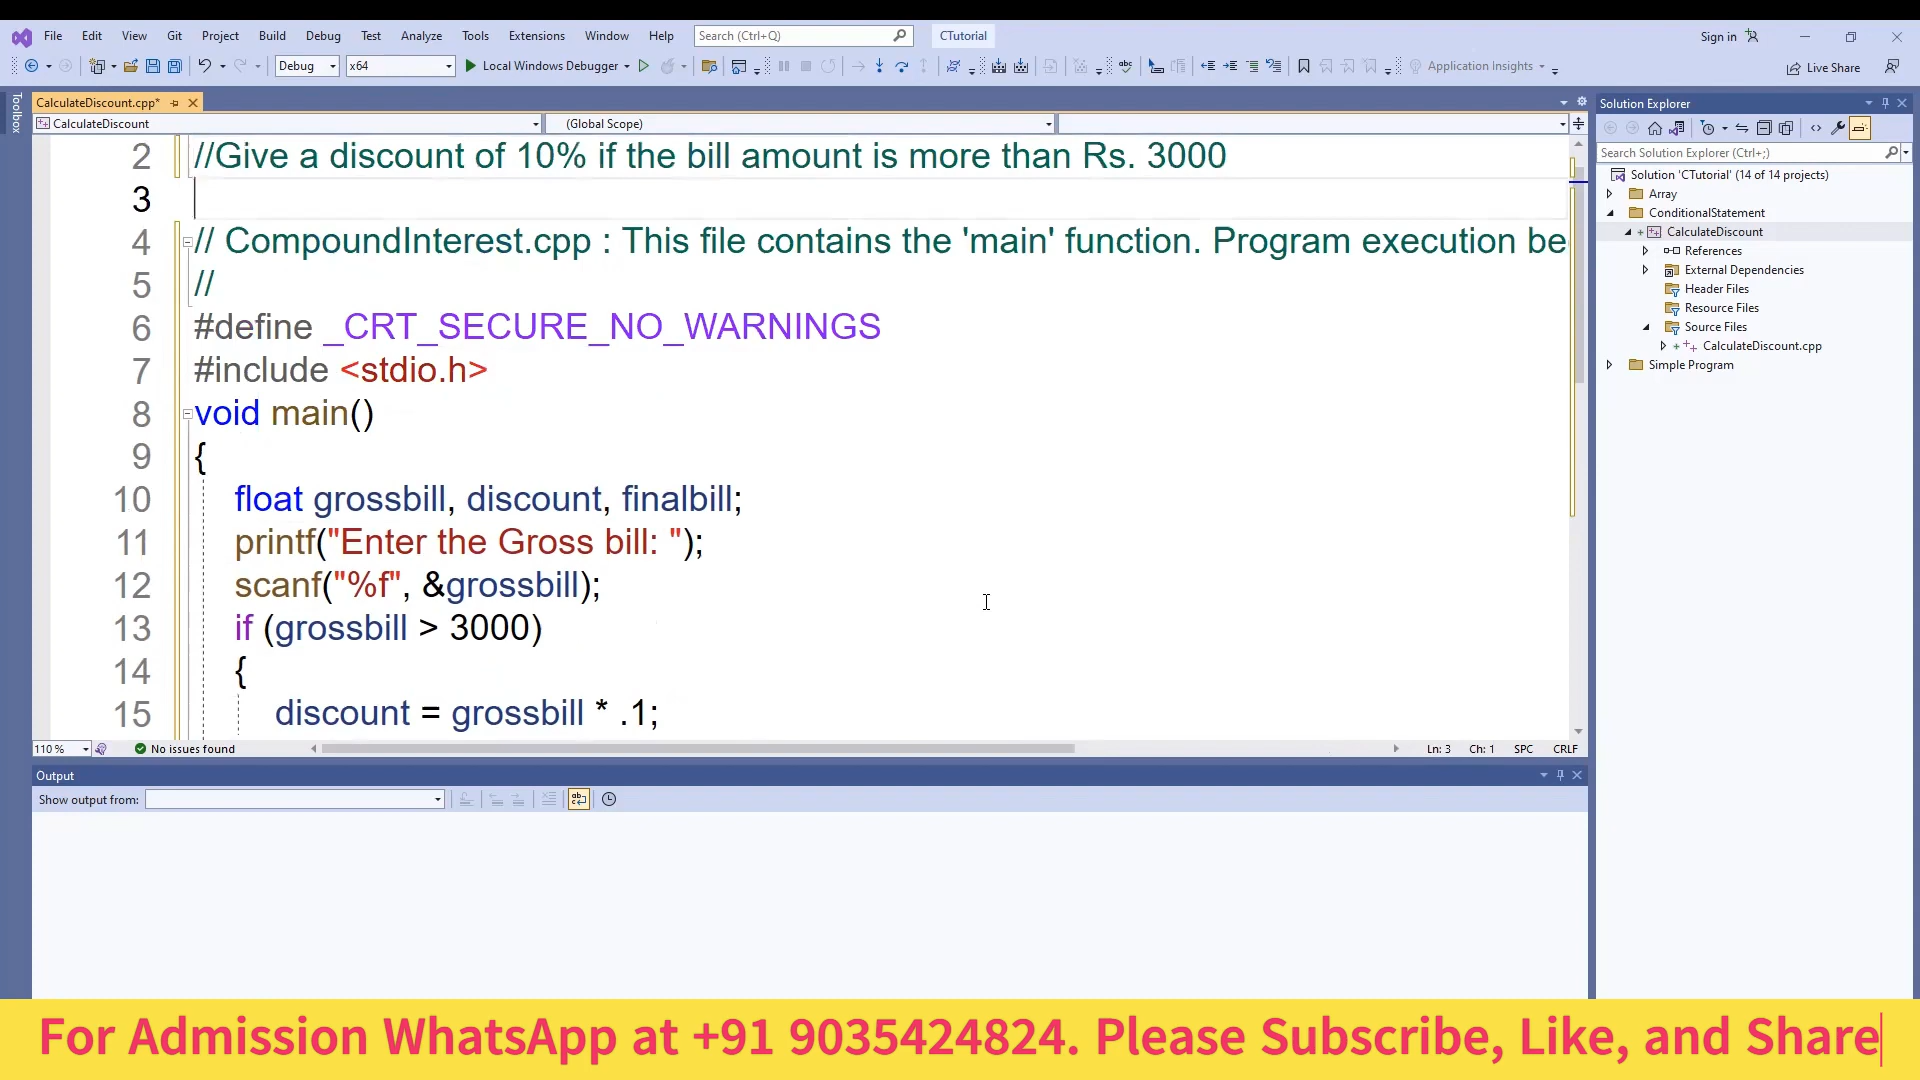 File Edit View Git Project Build Debug Test Analyze Tools Extensions Window Help Search (Ctrl+Q) CTutorial Sign in
Debug x64 Local Windows Debugger Application Insights Live Share
Toolbox
CalculateDiscount.cpp*
CalculateDiscount (Global Scope)
2 //Give a discount of 10% if the bill amount is more than Rs. 3000
3
4 // CompoundInterest.cpp : This file contains the 'main' function. Program execution be
5 //
6 #define _CRT_SECURE_NO_WARNINGS
7 #include <stdio.h>
8 void main()
9 {
10 float grossbill, discount, finalbill;
11 printf("Enter the Gross bill: ");
12 scanf("%f", &grossbill);
13 if (grossbill > 3000)
14 {
15 discount = grossbill * .1;
110 % No issues found Ln: 3 Ch: 1 SPC CRLF
Output
Show output from:
Solution Explorer
Search Solution Explorer (Ctrl+;)
Solution 'CTutorial' (14 of 14 projects)
Array
ConditionalStatement
CalculateDiscount
References
External Dependencies
Header Files
Resource Files
Source Files
CalculateDiscount.cpp
Simple Program
For Admission WhatsApp at +91 9035424824. Please Subscribe, Like, and Share